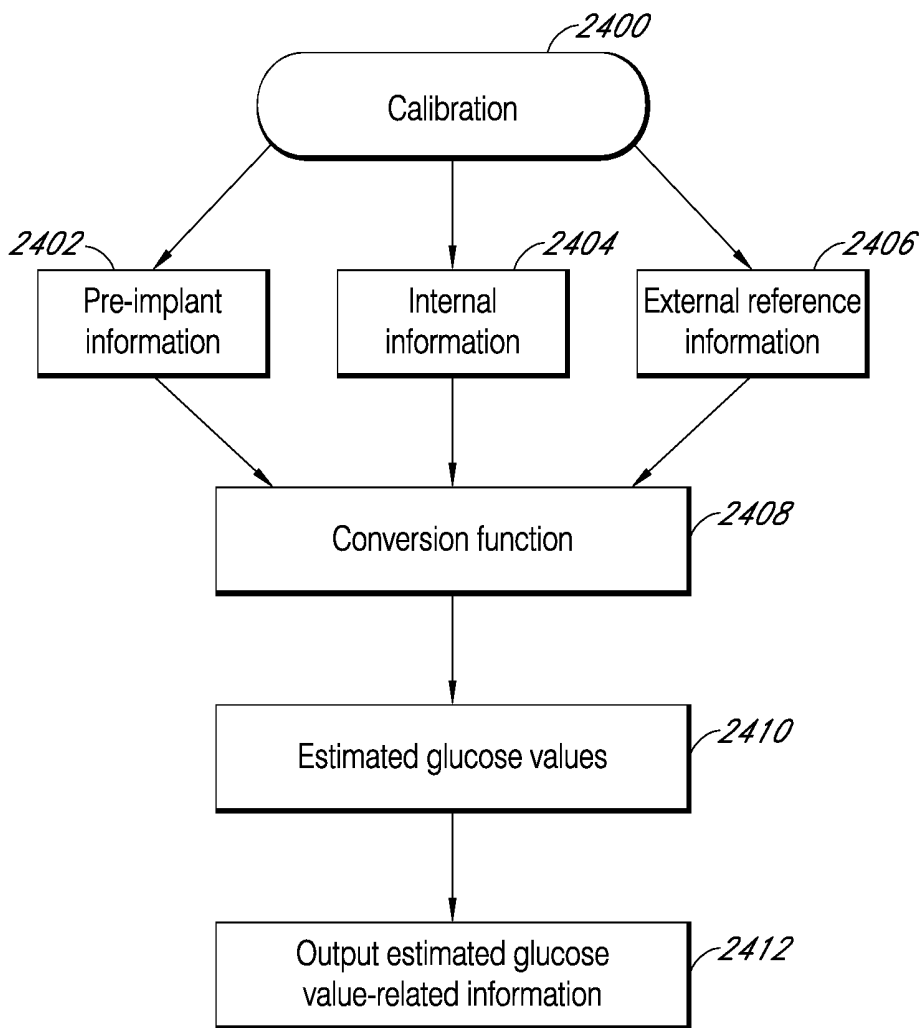 2400
Calibration
2402
2404
2406
Pre-implant
information
Internal
information
External reference
information
2408
Conversion function
2410
Estimated glucose values
2412
Output estimated glucose
value-related information